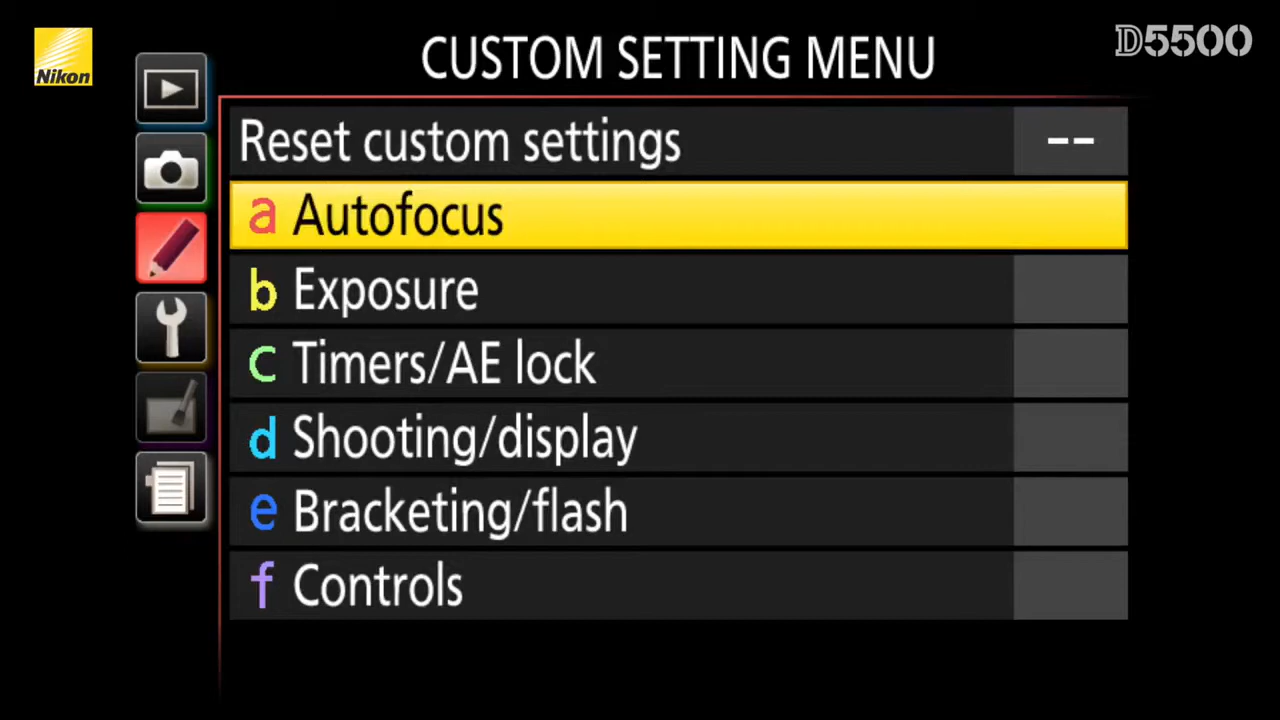 Nikon
D5500
CUSTOM SETTING MENU
Reset custom settings --
a Autofocus
b Exposure
c Timers/AE lock
d Shooting/display
e Bracketing/flash
f Controls